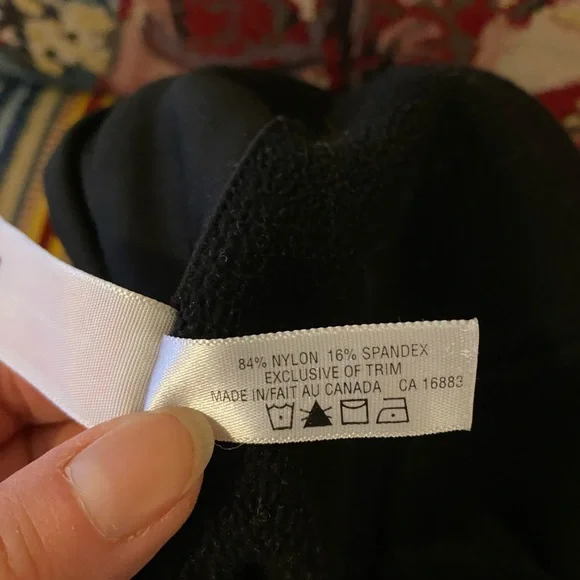 84% NYLON 16% SPANDEX
EXCLUSIVE OF TRIM
MADE IN/FAIT AU CANADA CA 16883